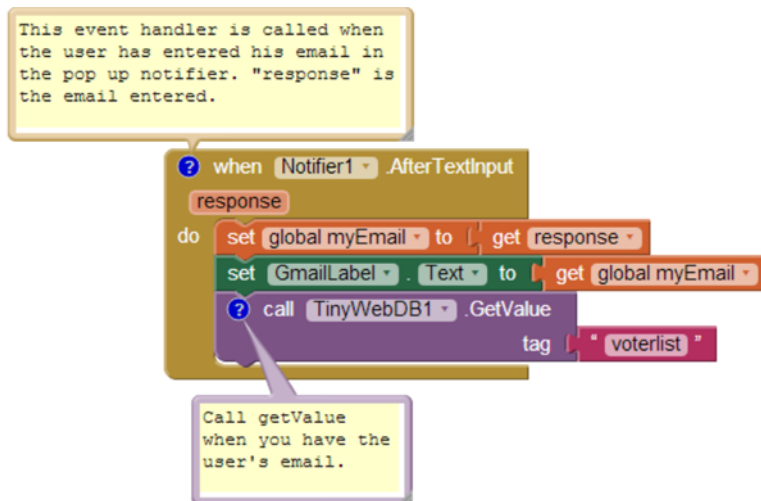 This event handler is called when
the user has entered his email in
the pop up notifier. "response" is
the email entered.
? when Notifier1 .AfterTextInput
response
do set global myEmail to get response
set GmailLabel . Text to get global myEmail
? call TinyWebDB1 .GetValue
tag " voterlist "
Call getValue
when you have the
user's email.